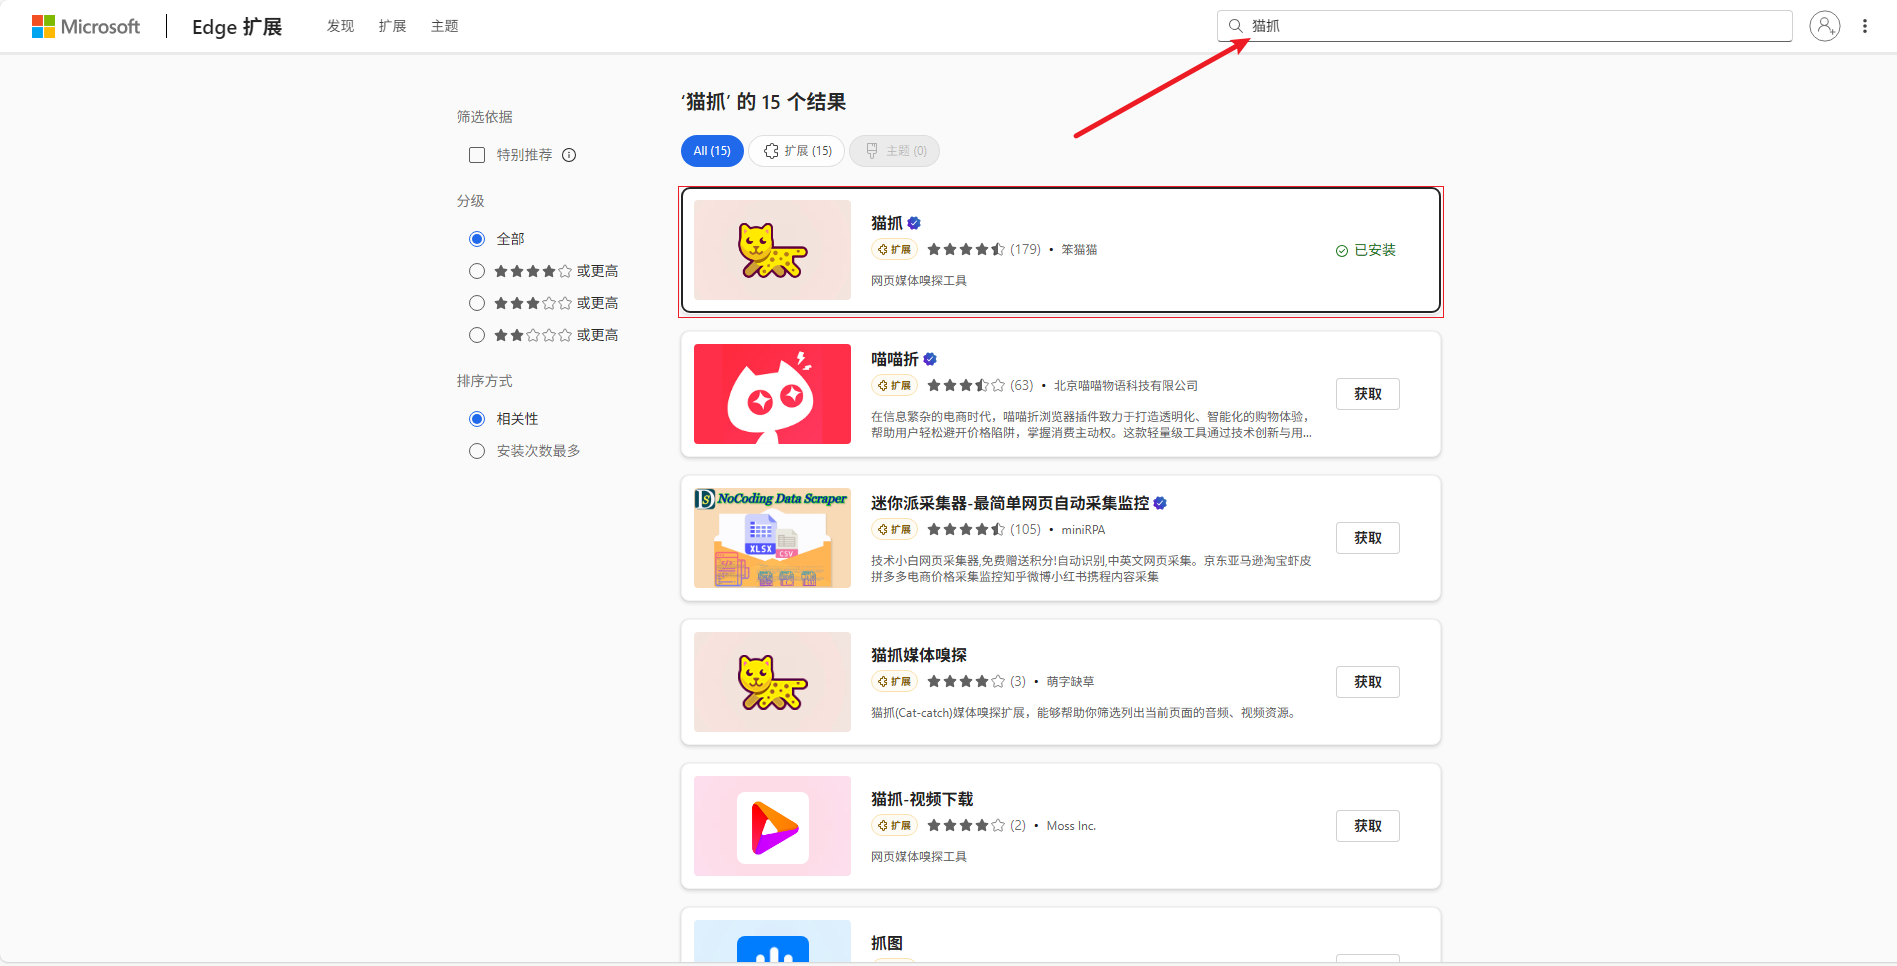 Microsoft
Edge 扩展
发现
扩展
主题
猫抓
筛选依据
特别推荐
分级
全部
或更高
或更高
或更高
排序方式
相关性
安装次数最多
‘猫抓’ 的 15 个结果
All (15)
扩展 (15)
主题 (0)
猫抓
扩展 (179) • 笨猫猫
网页媒体嗅探工具
已安装
喵喵折
扩展 (63) • 北京喵喵物语科技有限公司
在信息繁杂的电商时代，喵喵折浏览器插件致力于打造透明化、智能化的购物体验，
帮助用户轻松避开价格陷阱，掌握消费主动权。这款轻量级工具通过技术创新与用...
获取
NoCoding Data Scraper
XLSX
CSV
迷你派采集器-最简单网页自动采集监控
扩展 (105) • miniRPA
技术小白网页采集器,免费赠送积分!自动识别,中英文网页采集。京东亚马逊淘宝虾皮
拼多多电商价格采集监控知乎微博小红书携程内容采集
获取
猫抓媒体嗅探
扩展 (3) • 萌字缺草
猫抓(Cat-catch)媒体嗅探扩展，能够帮助你筛选列出当前页面的音频、视频资源。
获取
猫抓-视频下载
扩展 (2) • Moss Inc.
网页媒体嗅探工具
获取
抓图